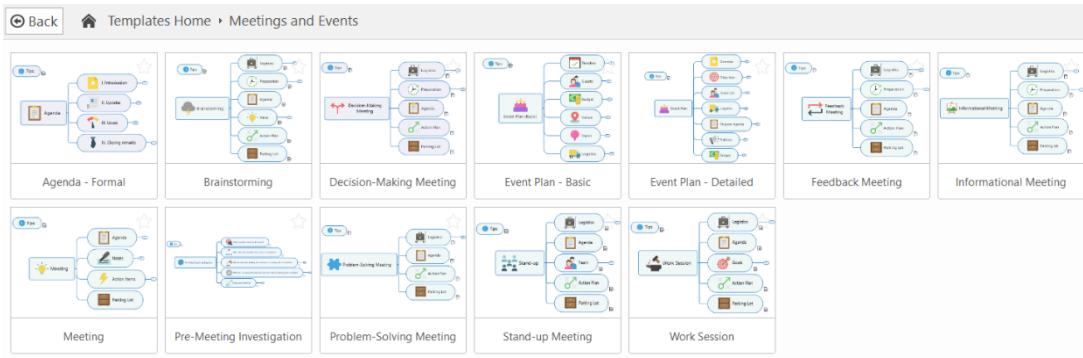 Back Templates Home ‣ Meetings and Events
Tips
Agenda
I. Introduction
II. Updates
III. Issues
IV. Closing remarks
Agenda - Formal
Tips
Brainstorming
Logistics
Preparation
Agenda
Ideas
Action Plan
Parking Lot
Brainstorming
Tips
Decision-Making
Meeting
Logistics
Preparation
Agenda
Action Plan
Parking Lot
Decision-Making Meeting
Tips
Event Plan (Basic)
Timeline
Guests
Budget
Venue
Logistics
Event Plan - Basic
Tips
Event Plan
Overview
Logistics
Budget
Event Plan - Detailed
Tips
Feedback
Meeting
Logistics
Preparation
Agenda
Action Plan
Parking Lot
Feedback Meeting
Tips
Informational Meeting
Logistics
Preparation
Agenda
Action Plan
Parking Lot
Informational Meeting
Tips
Meeting
Agenda
Notes
Action Items
Parking Lot
Meeting
Pre-Meeting Investigation
Tips
Problem-Solving Meeting
Logistics
Agenda
Action Plan
Parking Lot
Problem-Solving Meeting
Tips
Stand-up
Logistics
Agenda
Team
Action Plan
Parking Lot
Stand-up Meeting
Tips
Work Session
Logistics
Agenda
Goals
Action Plan
Parking Lot
Work Session